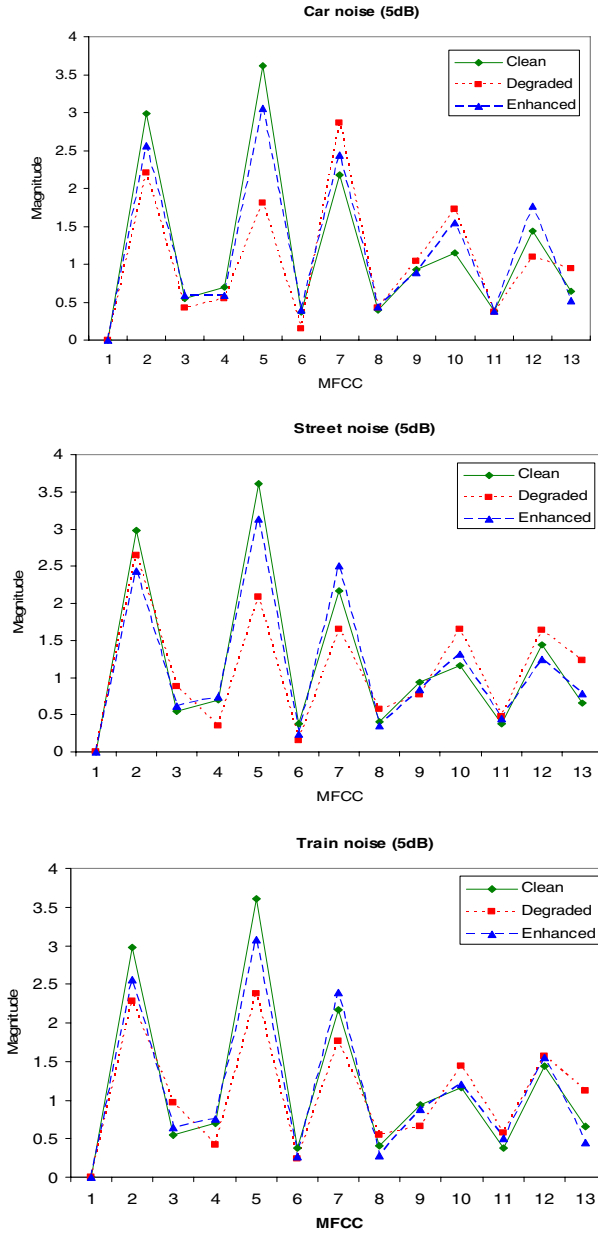 Car noise (5dB)
4
3.5
3
2.5
2
1.5
1
0.5
0
Magnitude
Clean
Degraded
Enhanced
1 2 3 4 5 6 7 8 9 10 11 12 13
MFCC
Street noise (5dB)
4
3.5
3
2.5
2
1.5
1
0.5
0
Magnitude
Clean
Degraded
Enhanced
1 2 3 4 5 6 7 8 9 10 11 12 13
MFCC
Train noise (5dB)
4
3.5
3
2.5
2
1.5
1
0.5
0
Magnitude
Clean
Degraded
Enhanced
1 2 3 4 5 6 7 8 9 10 11 12 13
MFCC